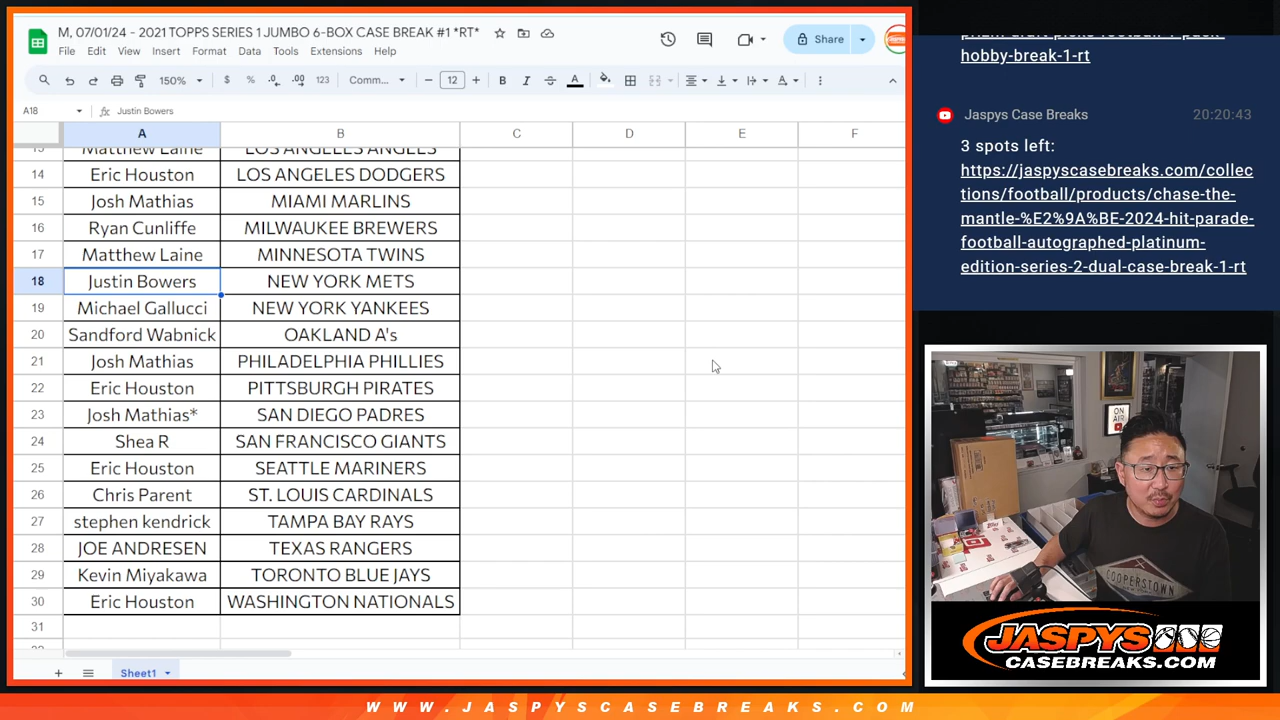 M, 07/01/24 - 2021 TOPPS SERIES 1 JUMBO 6-BOX CASE BREAK #1 *RT*
File Edit View Insert Format Data Tools Extensions Help
Share
150% $ % .0 .00 123 Comm... 12 B I A A
A18 fx Justin Bowers
A B C D E F
13 Matthew Laine LOS ANGELES ANGELS
14 Eric Houston LOS ANGELES DODGERS
15 Josh Mathias MIAMI MARLINS
16 Ryan Cunliffe MILWAUKEE BREWERS
17 Matthew Laine MINNESOTA TWINS
18 Justin Bowers NEW YORK METS
19 Michael Gallucci NEW YORK YANKEES
20 Sandford Wabnick OAKLAND A's
21 Josh Mathias PHILADELPHIA PHILLIES
22 Eric Houston PITTSBURGH PIRATES
23 Josh Mathias* SAN DIEGO PADRES
24 Shea R SAN FRANCISCO GIANTS
25 Eric Houston SEATTLE MARINERS
26 Chris Parent ST. LOUIS CARDINALS
27 stephen kendrick TAMPA BAY RAYS
28 JOE ANDRESEN TEXAS RANGERS
29 Kevin Miyakawa TORONTO BLUE JAYS
30 Eric Houston WASHINGTON NATIONALS
31
Sheet1
hobby-break-1-rt
Jaspys Case Breaks 20:20:43
3 spots left:
https://jaspyscasebreaks.com/collec
tions/football/products/chase-the-
mantle-%E2%9A%BE-2024-hit-parade-
football-autographed-platinum-
edition-series-2-dual-case-break-1-rt
ON
AIR
COOPERSTOWN
JASPYS
CASEBREAKS.COM
WWW.JASPYSCASEBREAKS.COM